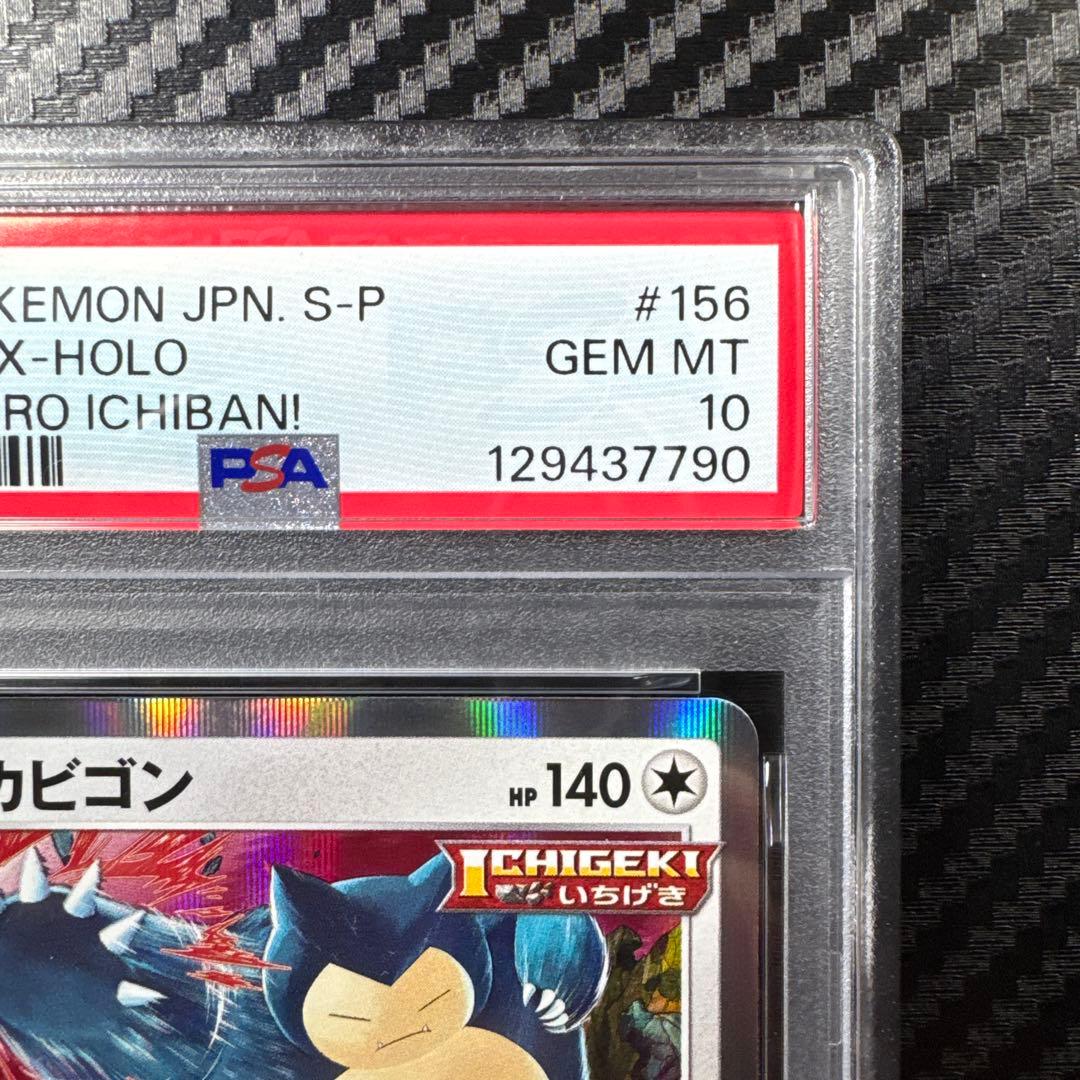 KEMON JPN. S-P #156
X-HOLO GEM MT
RO ICHIBAN! 10
PSA 129437790
カビゴン HP 140
ICHIGEKI
いちげき